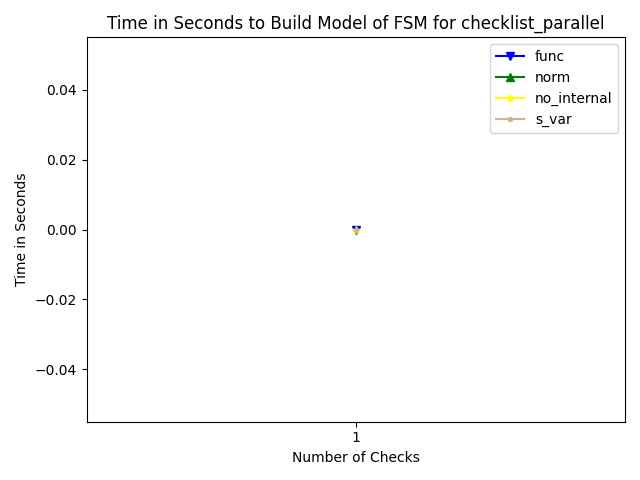 Time in Seconds to Build Model of FSM for checklist_parallel
func
norm
no_internal
s_var
Time in Seconds
0.04
0.02
0.00
−0.02
−0.04
1
Number of Checks